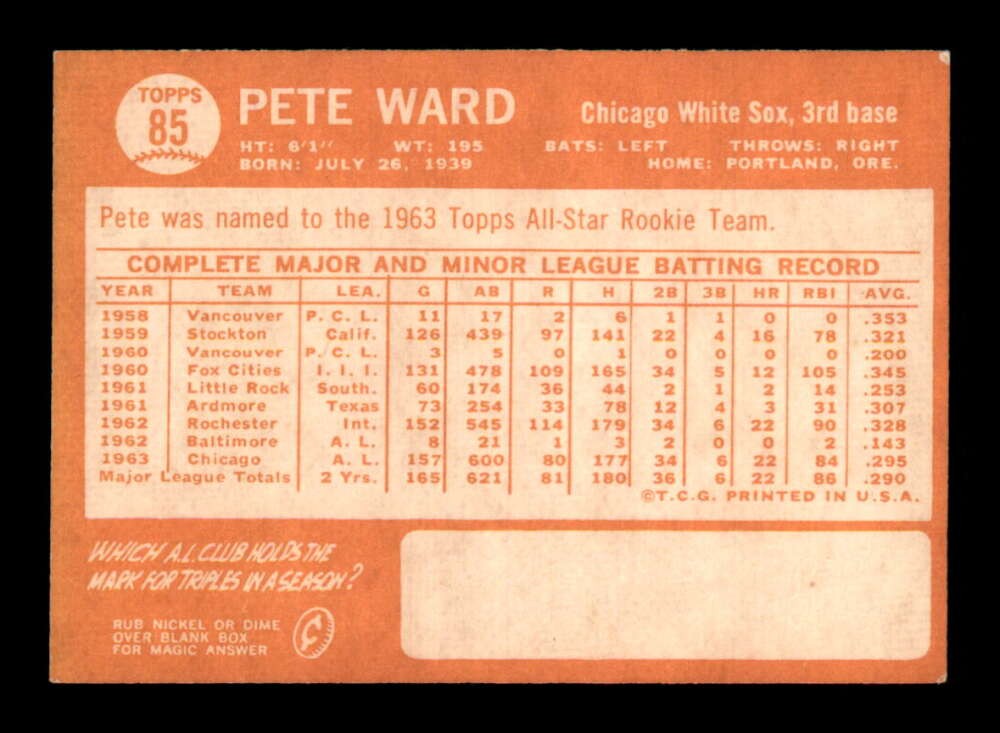 TOPPS
85
PETE WARD
Chicago White Sox, 3rd base
HT: 6'1" WT: 195 BATS: LEFT THROWS: RIGHT
BORN: JULY 26, 1939 HOME: PORTLAND, ORE.
Pete was named to the 1963 Topps All-Star Rookie Team.
COMPLETE MAJOR AND MINOR LEAGUE BATTING RECORD
YEAR TEAM LEA. G AB R H 2B 3B HR RBI AVG.
1958 Vancouver P. C. L. 11 17 2 6 1 1 0 0 .353
1959 Stockton Calif. 126 439 97 141 22 4 16 78 .321
1960 Vancouver P. C. L. 3 5 0 1 0 0 0 0 .200
1960 Fox Cities I. I. I. 131 478 109 165 34 5 12 105 .345
1961 Little Rock South. 60 174 36 44 2 1 2 14 .253
1961 Ardmore Texas 73 254 33 78 12 4 3 31 .307
1962 Rochester Int. 152 545 114 179 34 6 22 90 .328
1962 Baltimore A. L. 8 21 1 3 2 0 0 2 .143
1963 Chicago A. L. 157 600 80 177 34 6 22 84 .295
Major League Totals 2 Yrs. 165 621 81 180 36 6 22 86 .290
©T.C.G. PRINTED IN U.S.A.
WHICH A.L. CLUB HOLDS THE
MARK FOR TRIPLES IN A SEASON?
RUB NICKEL OR DIME
OVER BLANK BOX
FOR MAGIC ANSWER